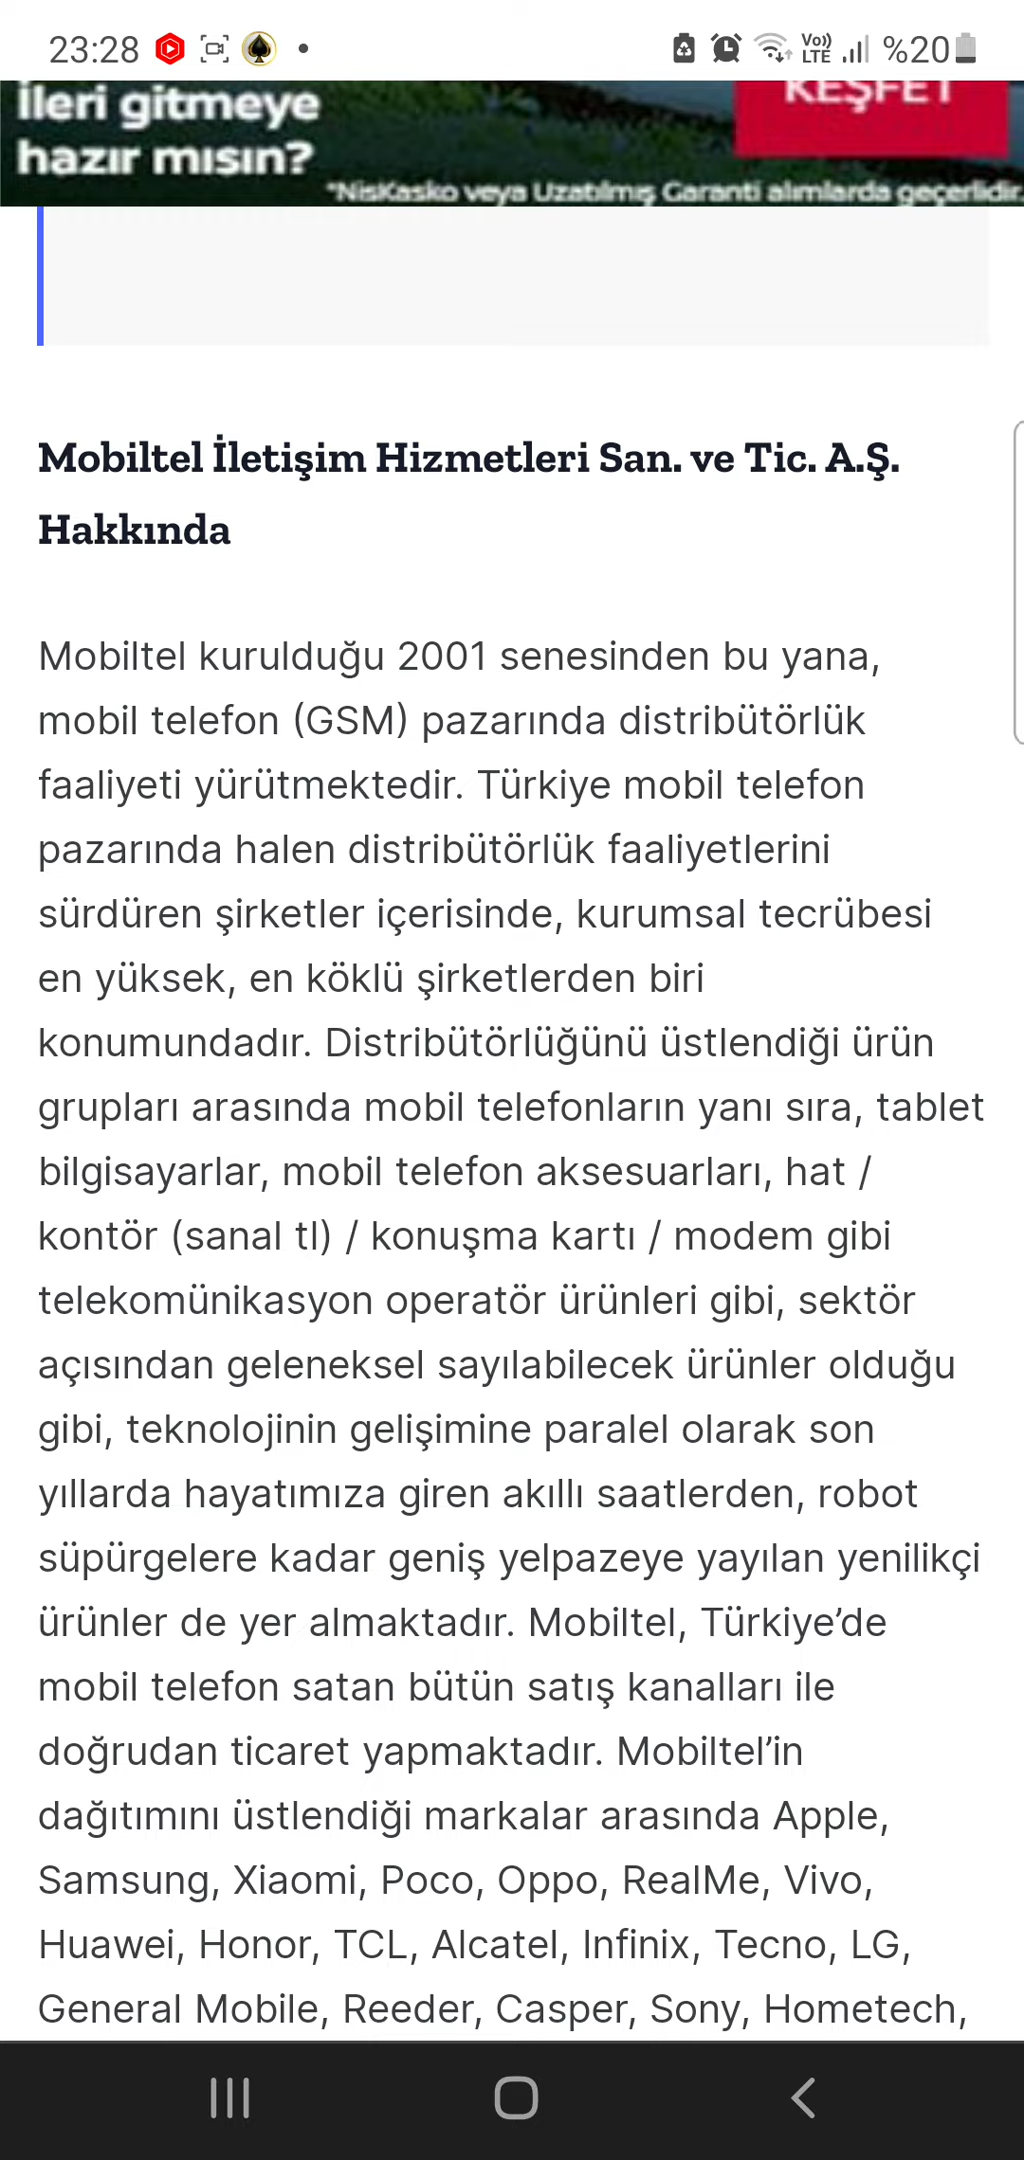 23:28
Vo))
LTE
%20
İleri gitmeye
hazır mısın?
KEŞFET
*NisKasko veya Uzatılmış Garanti alımlarda geçerlidir.
Mobiltel İletişim Hizmetleri San. ve Tic. A.Ş.
Hakkında
Mobiltel kurulduğu 2001 senesinden bu yana,
mobil telefon (GSM) pazarında distribütörlük
faaliyeti yürütmektedir. Türkiye mobil telefon
pazarında halen distribütörlük faaliyetlerini
sürdüren şirketler içerisinde, kurumsal tecrübesi
en yüksek, en köklü şirketlerden biri
konumundadır. Distribütörlüğünü üstlendiği ürün
grupları arasında mobil telefonların yanı sıra, tablet
bilgisayarlar, mobil telefon aksesuarları, hat /
kontör (sanal tl) / konuşma kartı / modem gibi
telekomünikasyon operatör ürünleri gibi, sektör
açısından geleneksel sayılabilecek ürünler olduğu
gibi, teknolojinin gelişimine paralel olarak son
yıllarda hayatımıza giren akıllı saatlerden, robot
süpürgelere kadar geniş yelpazeye yayılan yenilikçi
ürünler de yer almaktadır. Mobiltel, Türkiye’de
mobil telefon satan bütün satış kanalları ile
doğrudan ticaret yapmaktadır. Mobiltel’in
dağıtımını üstlendiği markalar arasında Apple,
Samsung, Xiaomi, Poco, Oppo, RealMe, Vivo,
Huawei, Honor, TCL, Alcatel, Infinix, Tecno, LG,
General Mobile, Reeder, Casper, Sony, Hometech,